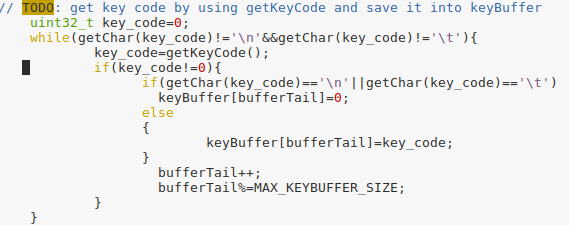 // TODO: get key code by using getKeyCode and save it into keyBuffer
uint32_t key_code=0;
while(getChar(key_code)!='\n'&&getChar(key_code)!='\t'){
key_code=getKeyCode();
if(key_code!=0){
if(getChar(key_code)=='\n'||getChar(key_code)=='\t')
keyBuffer[bufferTail]=0;
else
{
keyBuffer[bufferTail]=key_code;
}
bufferTail++;
bufferTail%=MAX_KEYBUFFER_SIZE;
}
}